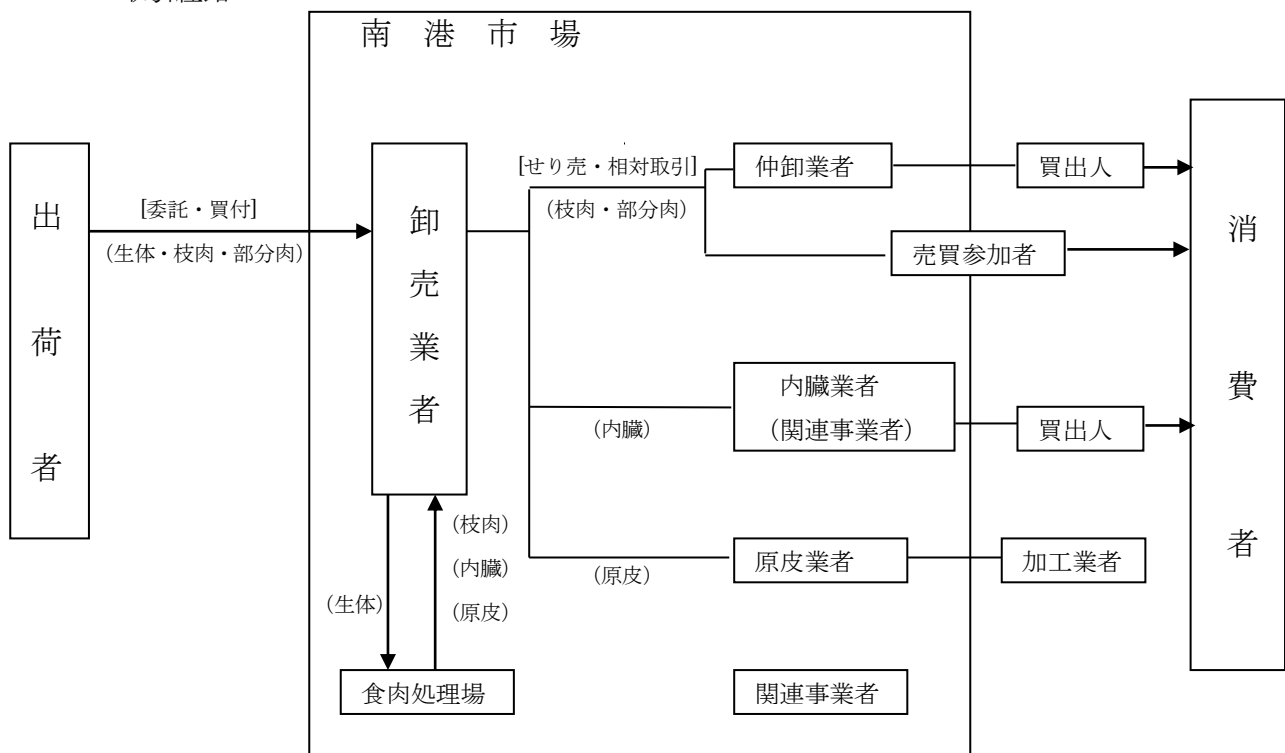 南港市場
出荷者
[委託・買付]
(生体・枝肉・部分肉)
卸売業者
[せり売・相対取引]
(枝肉・部分肉)
仲卸業者
買出人
売買参加者
消費者
(内臓)
内臓業者
(関連事業者)
買出人
(原皮)
原皮業者
加工業者
(生体)
(枝肉)
(内臓)
(原皮)
食肉処理場
関連事業者